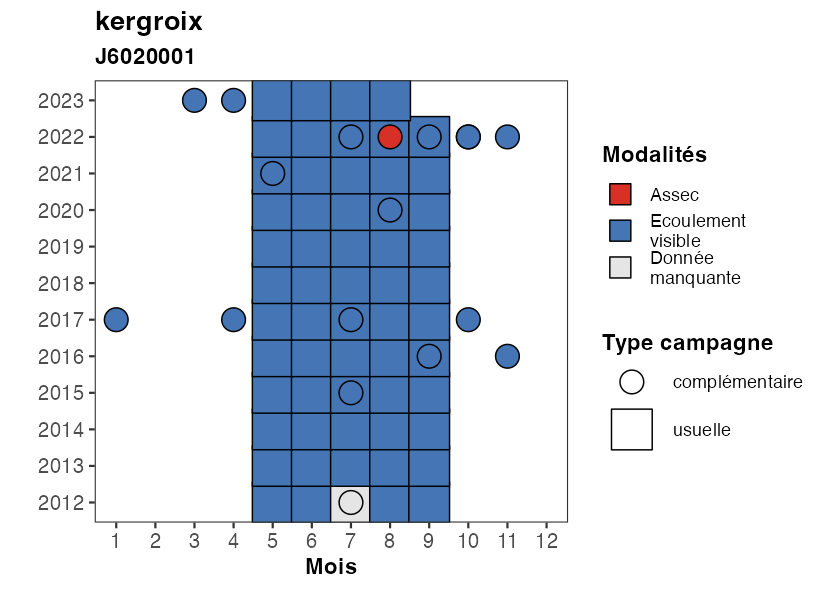 kergroix
J6020001
2023
2022
2021
2020
2019
2018
2017
2016
2015
2014
2013
2012
1 2 3 4 5 6 7 8 9 10 11 12
Mois
Modalités
Assec
Ecoulement
visible
Donnée
manquante
Type campagne
complémentaire
usuelle